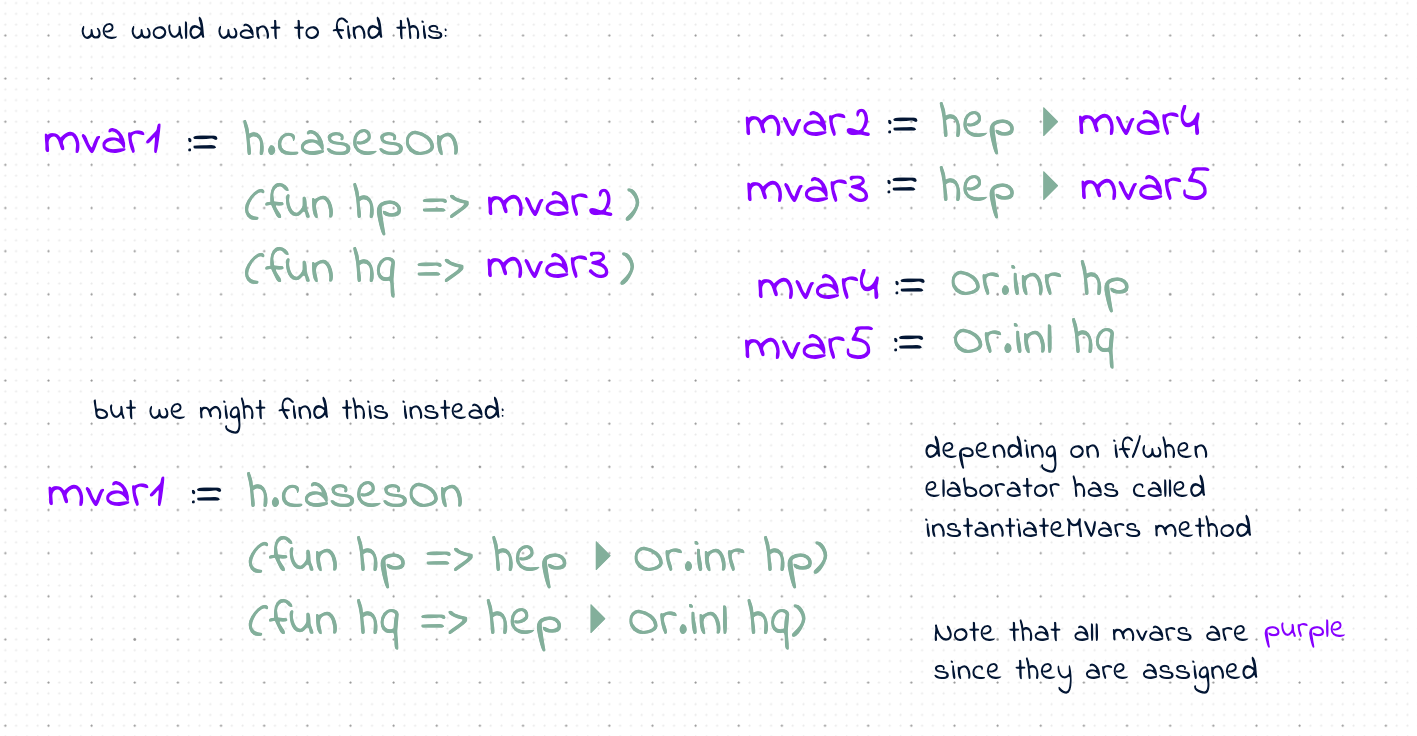 we would want to find this:
mvar1 := h.caseson
(fun hp => mvar2)
(fun hq => mvar3)
mvar2 := hep ▸ mvar4
mvar3 := hep ▸ mvar5
mvar4 := or.inr hp
mvar5 := or.inl hq
but we might find this instead:
mvar1 := h.caseson
(fun hp => hep ▸ or.inr hp)
(fun hq => hep ▸ or.inl hq)
depending on if/when
elaborator has called
instantiateMVars method
Note that all mvars are purple
since they are assigned